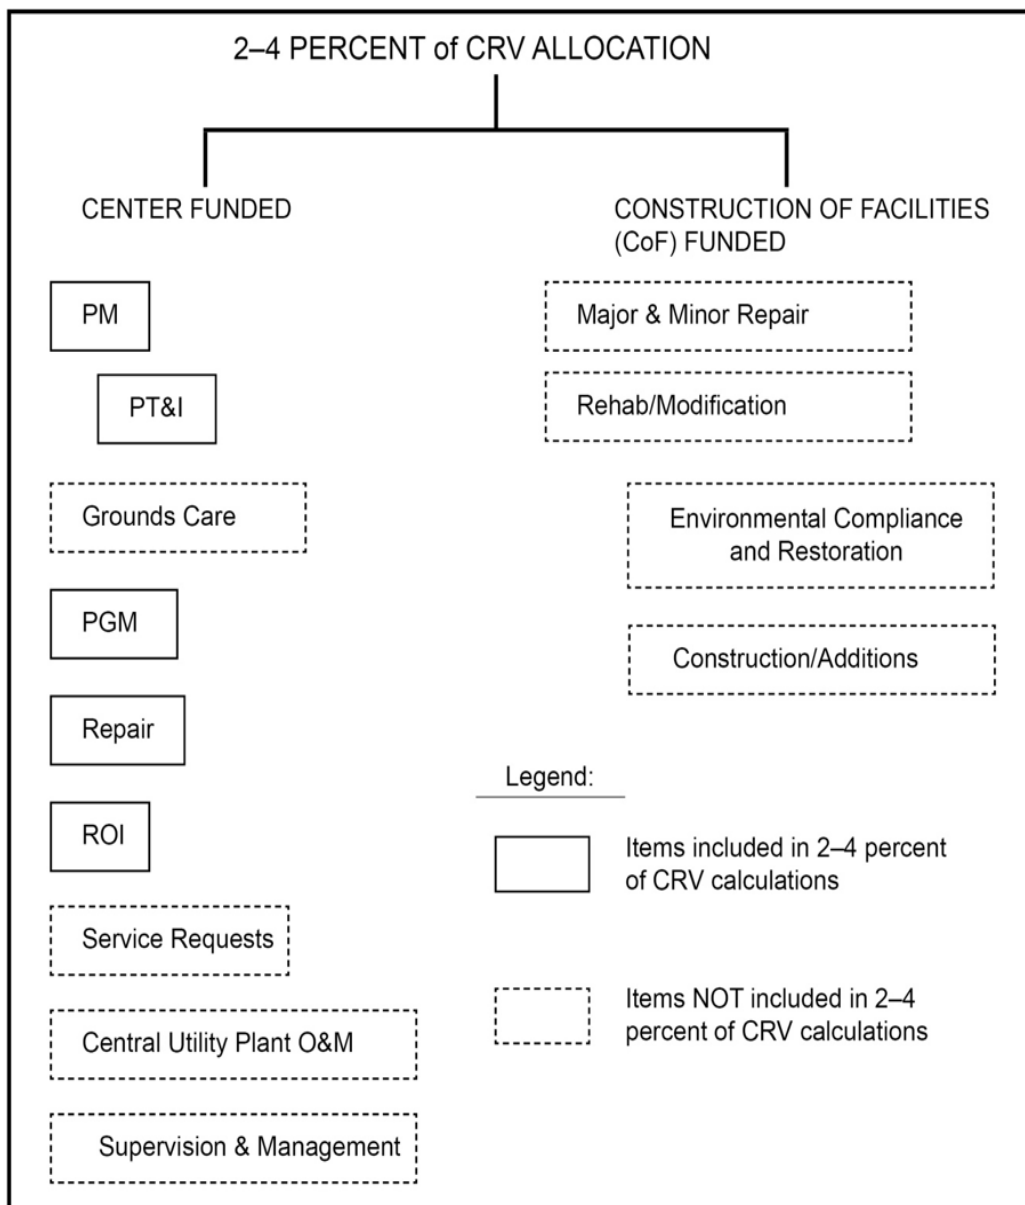 2–4 PERCENT of CRV ALLOCATION
CENTER FUNDED
PM
PT&I
Grounds Care
PGM
Repair
ROI
Service Requests
Central Utility Plant O&M
Supervision & Management
CONSTRUCTION OF FACILITIES
(CoF) FUNDED
Major & Minor Repair
Rehab/Modification
Environmental Compliance
and Restoration
Construction/Additions
Legend:
Items included in 2–4 percent
of CRV calculations
Items NOT included in 2–4
percent of CRV calculations